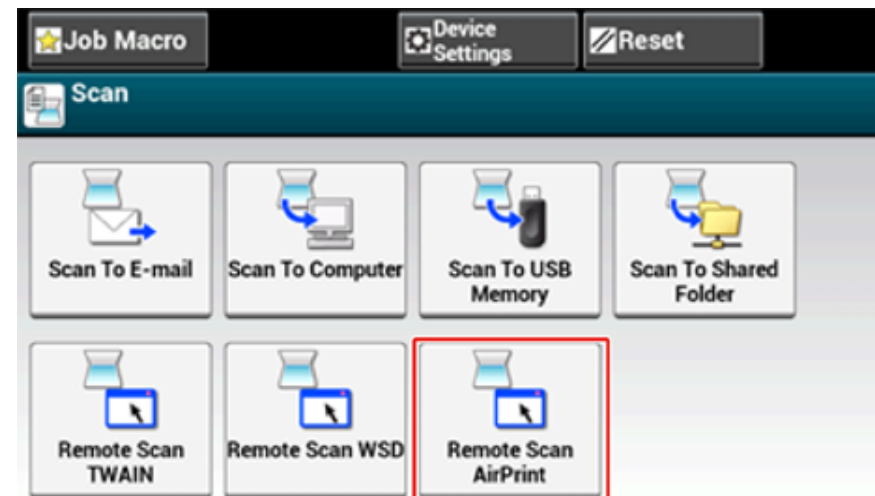 Job Macro
Device
Settings
Reset
Scan
Scan To E-mail
Scan To Computer
Scan To USB
Memory
Scan To Shared
Folder
Remote Scan
TWAIN
Remote Scan WSD
Remote Scan
AirPrint